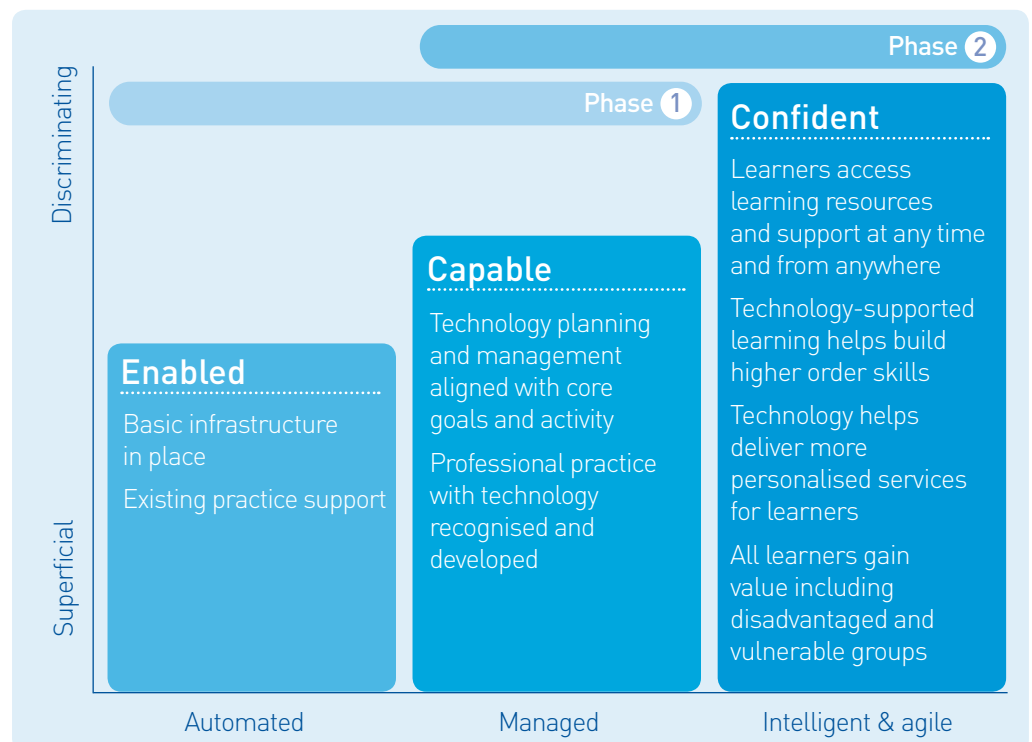 Phase 2
Phase 1
Discriminating
Superficial
Enabled
Basic infrastructure
in place
Existing practice support
Capable
Technology planning
and management
aligned with core
goals and activity
Professional practice
with technology
recognised and
developed
Confident
Learners access
learning resources
and support at any time
and from anywhere
Technology-supported
learning helps build
higher order skills
Technology helps
deliver more
personalised services
for learners
All learners gain
value including
disadvantaged and
vulnerable groups
Automated
Managed
Intelligent & agile